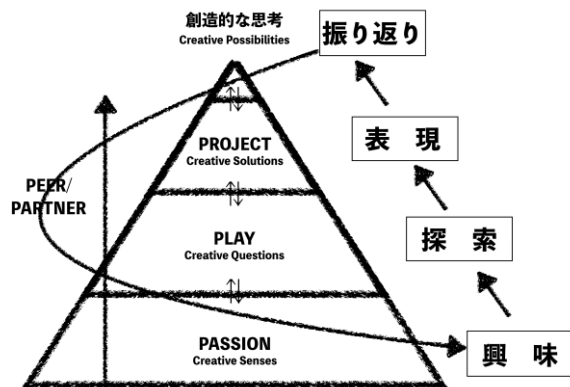 創造的な思考
Creative Possibilities
振り返り
PROJECT
Creative Solutions
表 現
PEER/
PARTNER
PLAY
Creative Questions
探 索
PASSION
Creative Senses
興 味